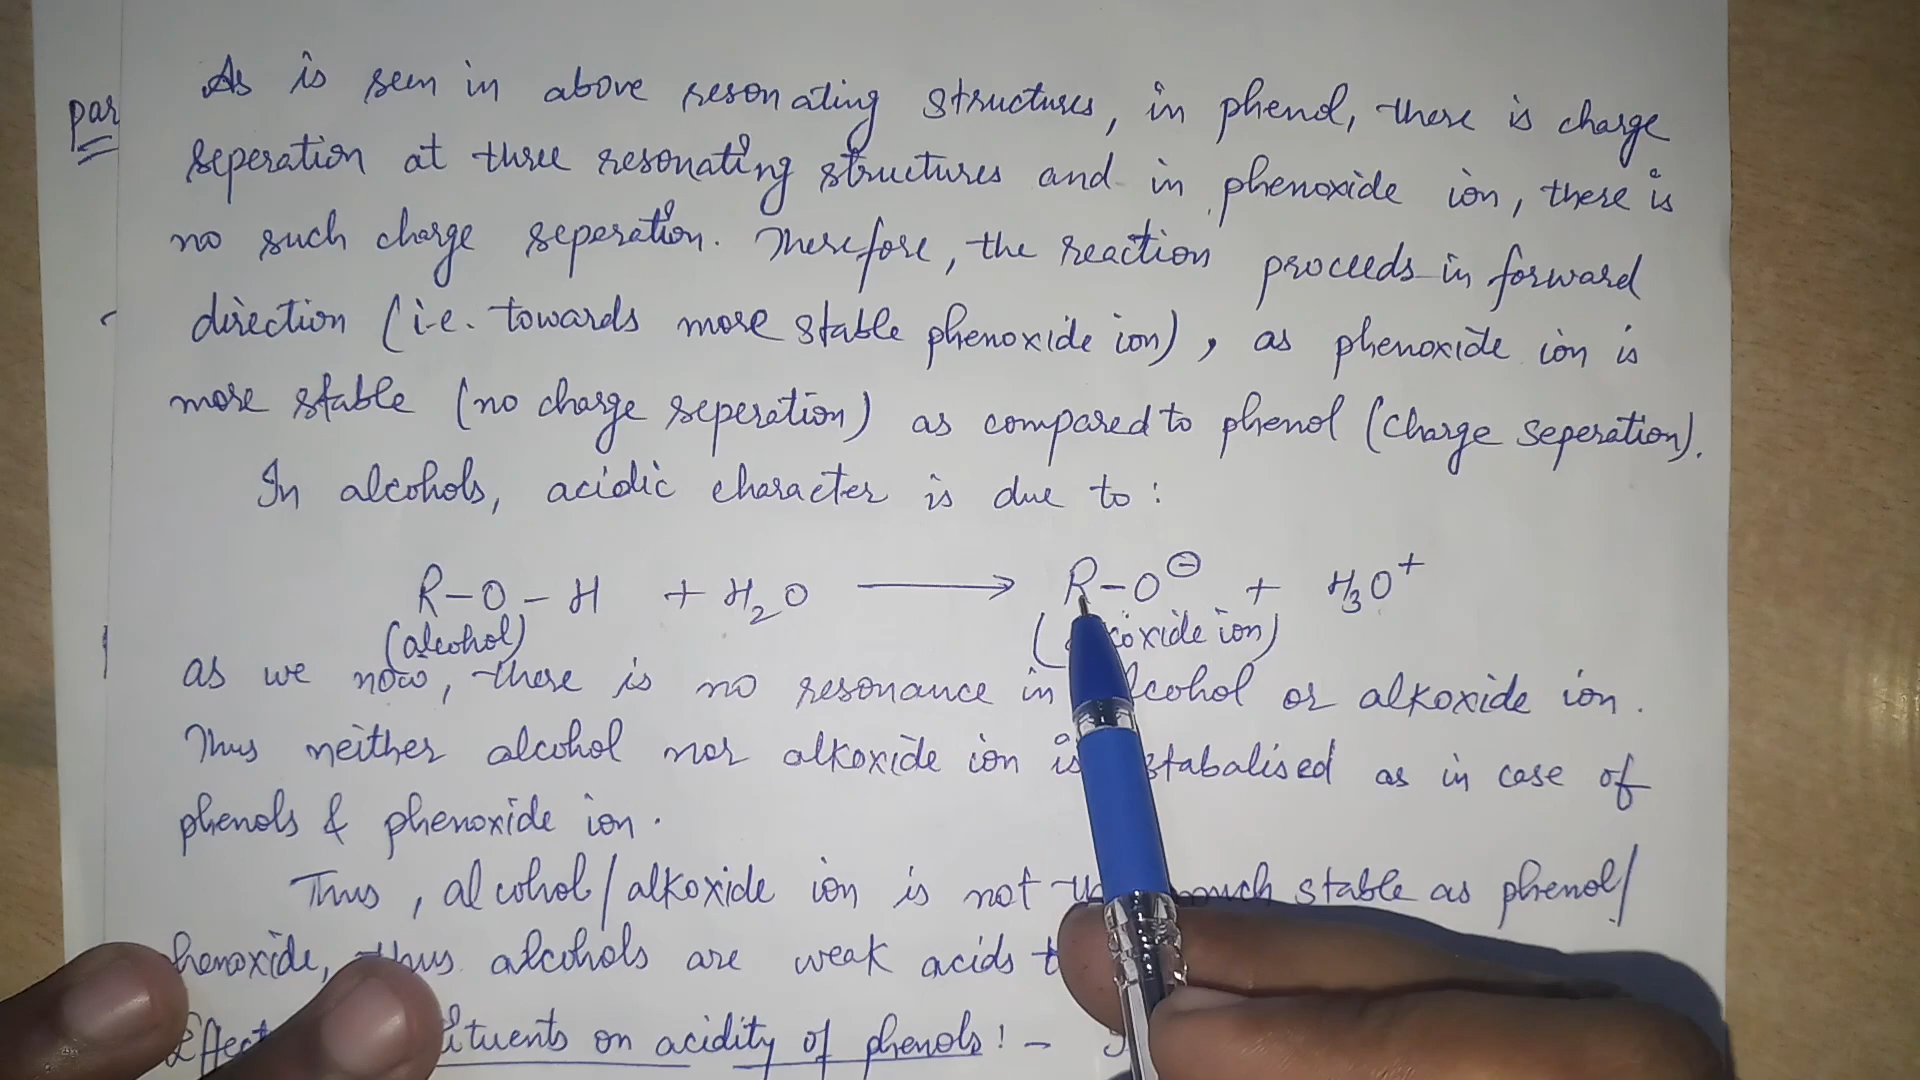 par
As is seen in above resonating structures, in phenol, there is charge
seperation at three resonating structures and in phenoxide ion, there is
no such charge seperation. Therefore, the reaction proceeds in forward
direction (i.e. towards more stable phenoxide ion), as phenoxide ion is
more stable (no charge seperation) as compared to phenol (charge seperation).
In alcohols, acidic character is due to:
R-O-H + H₂O ⟶ R-O⊖ + H₃O⁺
(alcohol) (koxide ion)
as we now, there is no resonance in lcohol or alkoxide ion.
Thus neither alcohol nor alkoxide ion is stabalised as in case of
phenols & phenoxide ion.
Thus, alcohol/alkoxide ion is not much stable as phenol/
henoxide, thus alcohols are weak acids
Effect ituents on acidity of phenols! -